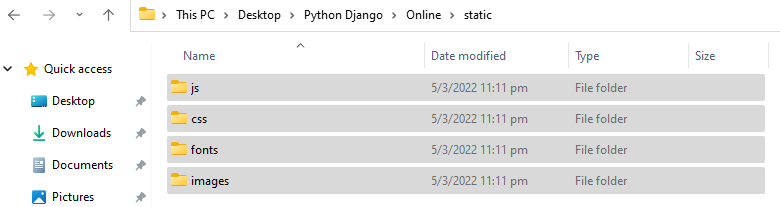 This PC > Desktop > Python Django > Online > static
Name Date modified Type Size
Quick access
Desktop
Downloads
Documents
Pictures
js 5/3/2022 11:11 pm File folder
css 5/3/2022 11:11 pm File folder
fonts 5/3/2022 11:11 pm File folder
images 5/3/2022 11:11 pm File folder